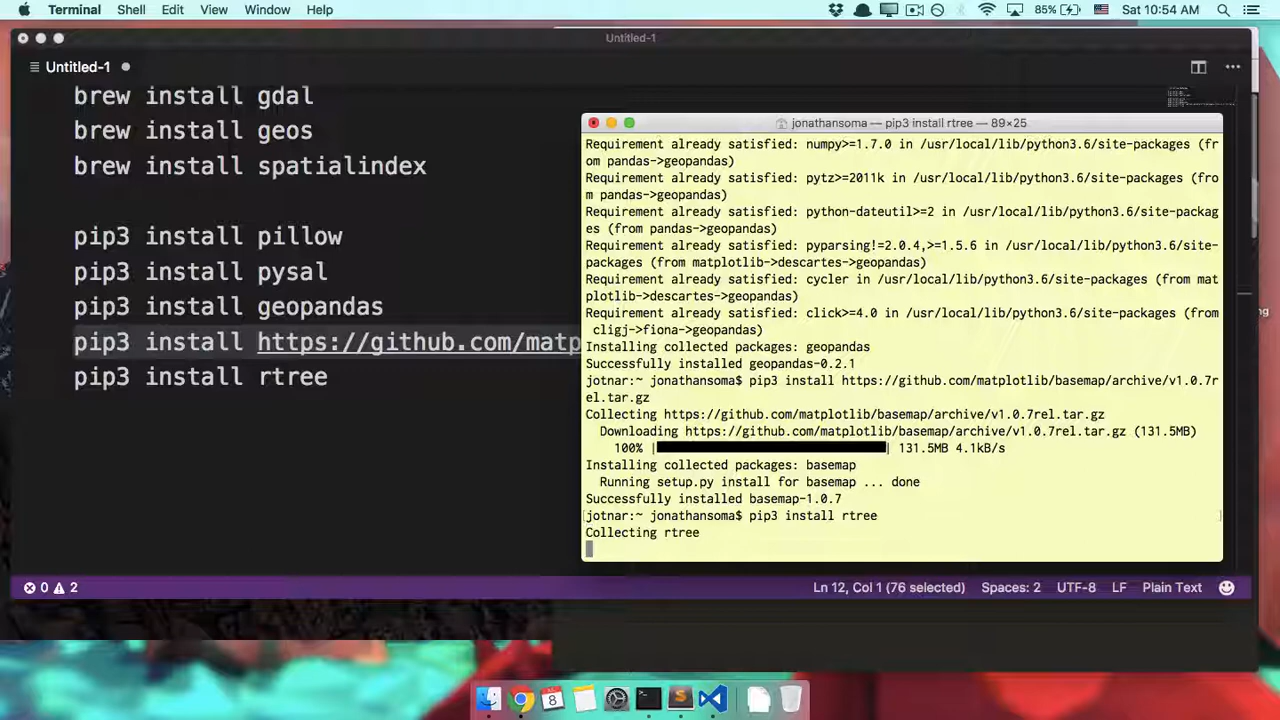 Terminal Shell Edit View Window Help 85% Sat 10:54 AM
Untitled-1
Untitled-1
brew install gdal
brew install geos
brew install spatialindex
pip3 install pillow
pip3 install pysal
pip3 install geopandas
pip3 install https://github.com/matp
pip3 install rtree
jonathansoma — pip3 install rtree — 89×25
Requirement already satisfied: numpy>=1.7.0 in /usr/local/lib/python3.6/site-packages (fr
om pandas->geopandas)
Requirement already satisfied: pytz>=2011k in /usr/local/lib/python3.6/site-packages (fro
m pandas->geopandas)
Requirement already satisfied: python-dateutil>=2 in /usr/local/lib/python3.6/site-packag
es (from pandas->geopandas)
Requirement already satisfied: pyparsing!=2.0.4,>=1.5.6 in /usr/local/lib/python3.6/site-
packages (from matplotlib->descartes->geopandas)
Requirement already satisfied: cycler in /usr/local/lib/python3.6/site-packages (from mat
plotlib->descartes->geopandas)
Requirement already satisfied: click>=4.0 in /usr/local/lib/python3.6/site-packages (from
cligj->fiona->geopandas)
Installing collected packages: geopandas
Successfully installed geopandas-0.2.1
jotnar:~ jonathansoma$ pip3 install https://github.com/matplotlib/basemap/archive/v1.0.7r
el.tar.gz
Collecting https://github.com/matplotlib/basemap/archive/v1.0.7rel.tar.gz
Downloading https://github.com/matplotlib/basemap/archive/v1.0.7rel.tar.gz (131.5MB)
100% | | 131.5MB 4.1kB/s
Installing collected packages: basemap
Running setup.py install for basemap ... done
Successfully installed basemap-1.0.7
[jotnar:~ jonathansoma$ pip3 install rtree ]
Collecting rtree
0 2 Ln 12, Col 1 (76 selected) Spaces: 2 UTF-8 LF Plain Text
8